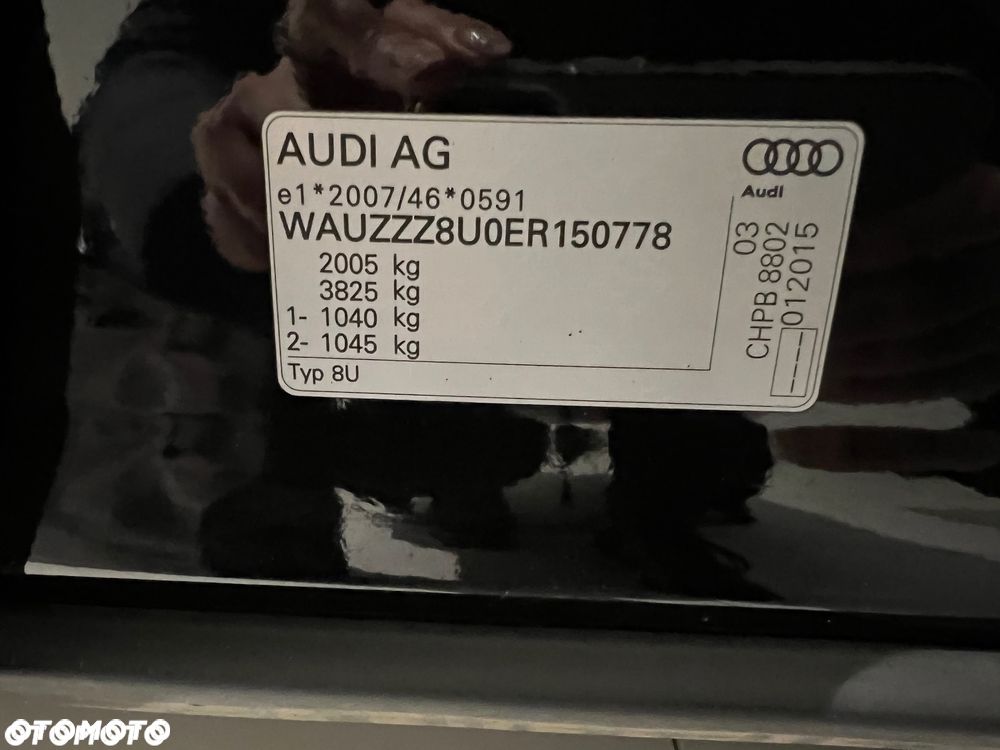 AUDI AG
Audi
e1*2007/46*0591
WAUZZZ8U0ER150778
2005 kg
3825 kg
1- 1040 kg
2- 1045 kg
Typ 8U
03
CHPB 8802
012015
----
OTOMOTO